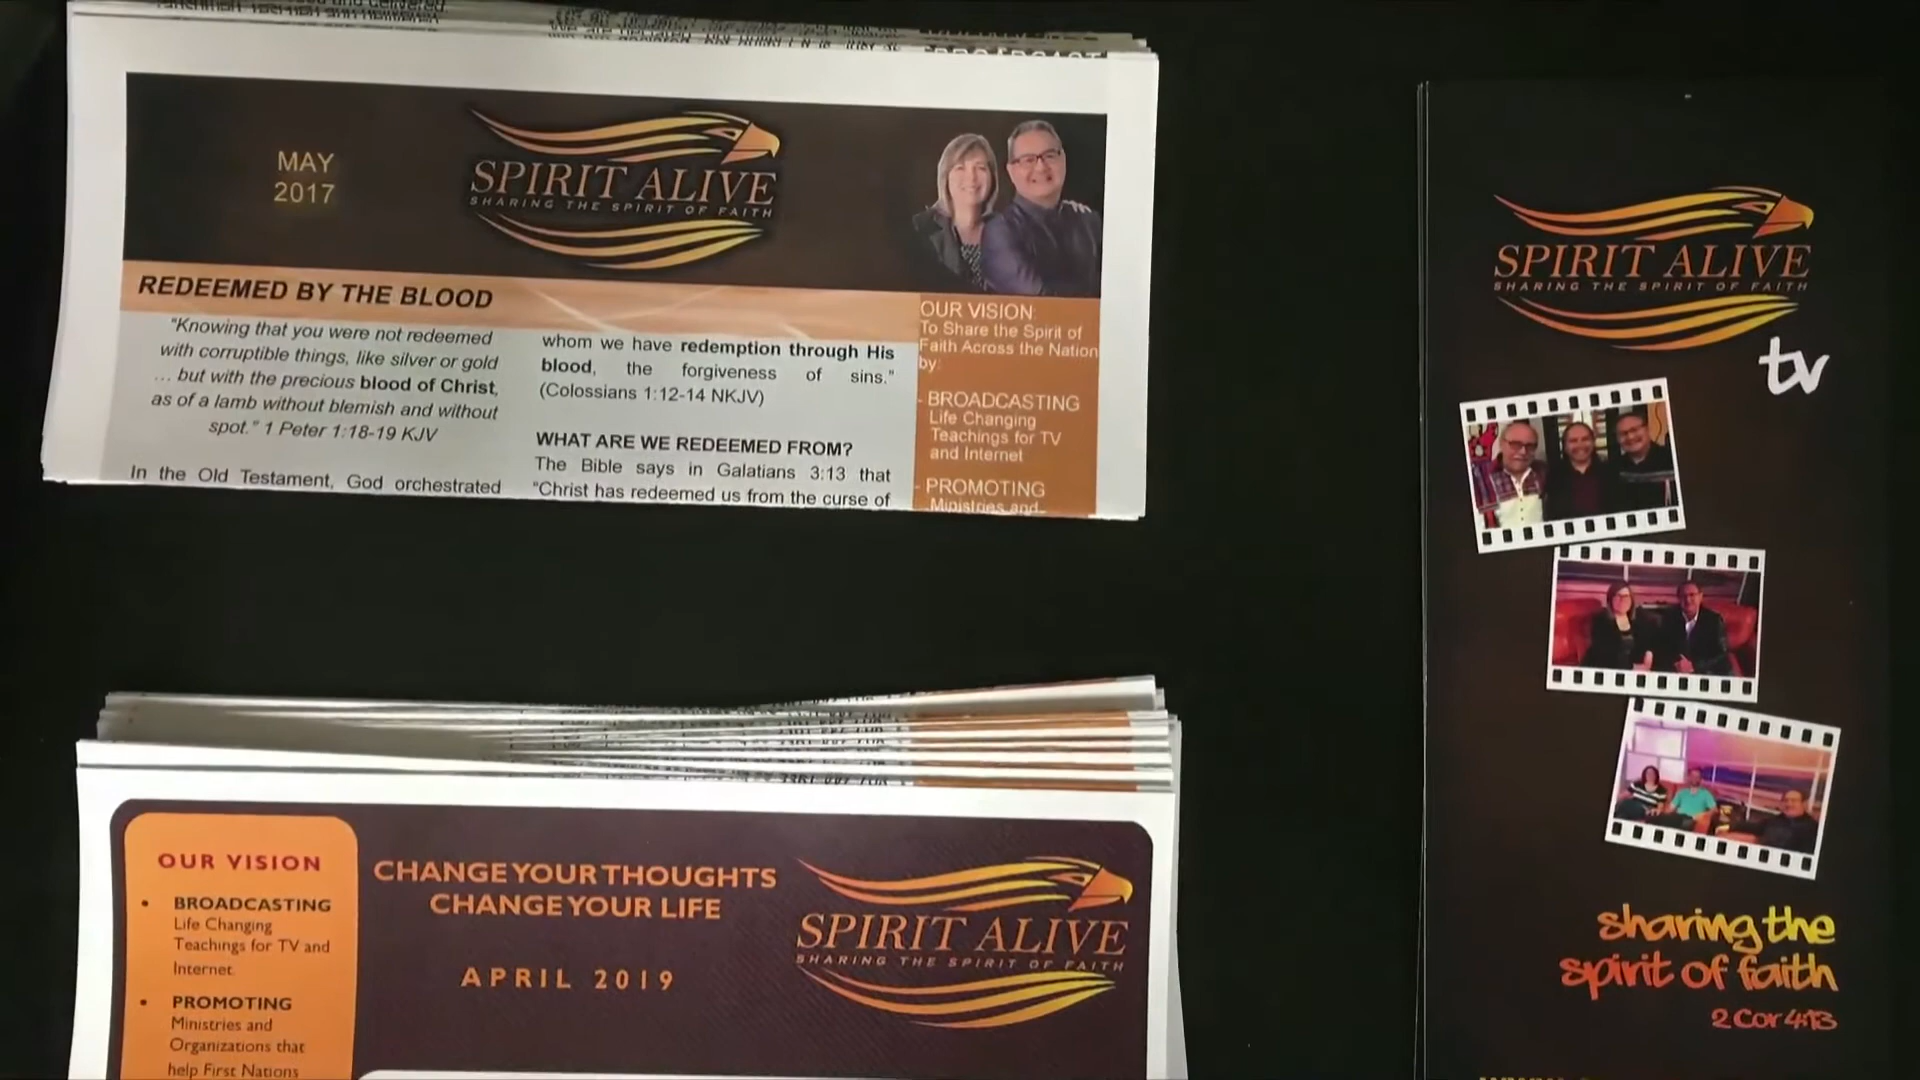 MAY
2017
SPIRIT ALIVE
SHARING THE SPIRIT OF FAITH
REDEEMED BY THE BLOOD
"Knowing that you were not redeemed
with corruptible things, like silver or gold
... but with the precious blood of Christ,
as of a lamb without blemish and without
spot." 1 Peter 1:18-19 KJV
In the Old Testament, God orchestrated
whom we have redemption through His
blood, the forgiveness of sins."
(Colossians 1:12-14 NKJV)
WHAT ARE WE REDEEMED FROM?
The Bible says in Galatians 3:13 that
"Christ has redeemed us from the curse of
OUR VISION
To Share the Spirit of
Faith Across the Nation
by:
- BROADCASTING
Life Changing
Teachings for TV
and Internet
- PROMOTING
Ministries and
OUR VISION
• BROADCASTING
Life Changing
Teachings for TV and
Internet.
• PROMOTING
Ministries and
Organizations that
help First Nations
CHANGE YOUR THOUGHTS
CHANGE YOUR LIFE
APRIL 2019
SPIRIT ALIVE
SHARING THE SPIRIT OF FAITH
SPIRIT ALIVE
SHARING THE SPIRIT OF FAITH
tv
sharing the
spirit of faith
2 Cor 4:13